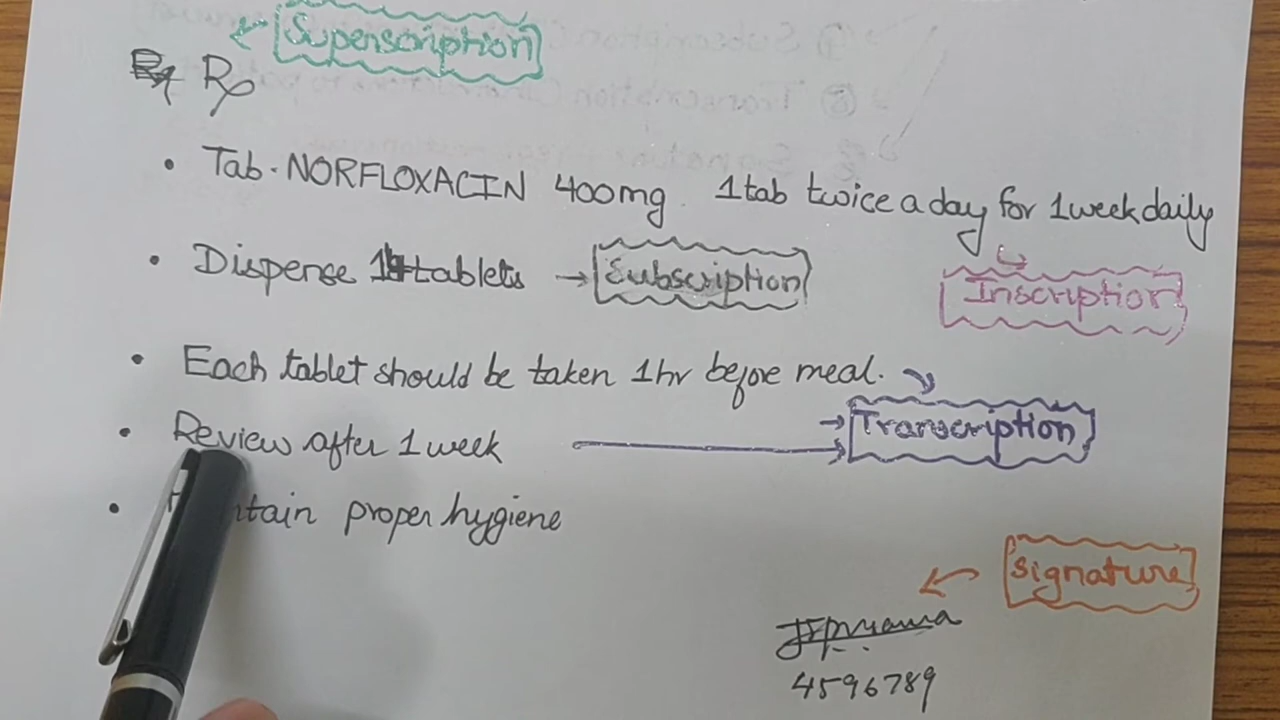 Superscription
Rx
• Tab. NORFLOXACIN 400mg 1tab twice a day for 1week daily
Inscription
• Dispense 14 tablets → Subscription
• Each tablet should be taken 1hr before meal.
• Review after 1 week → Transcription
• proper hygiene
Signature
4596789